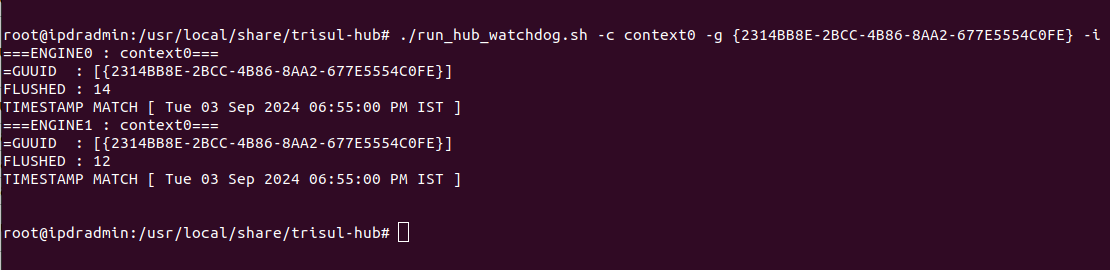 root@ipdradmin:/usr/local/share/trisul-hub# ./run_hub_watchdog.sh -c context0 -g {2314BB8E-2BCC-4B86-8AA2-677E5554C0FE} -i
===ENGINE0 : context0===
=GUUID  : [{2314BB8E-2BCC-4B86-8AA2-677E5554C0FE}]
FLUSHED : 14
TIMESTAMP MATCH [ Tue 03 Sep 2024 06:55:00 PM IST ]
===ENGINE1 : context0===
=GUUID  : [{2314BB8E-2BCC-4B86-8AA2-677E5554C0FE}]
FLUSHED : 12
TIMESTAMP MATCH [ Tue 03 Sep 2024 06:55:00 PM IST ]
root@ipdradmin:/usr/local/share/trisul-hub#